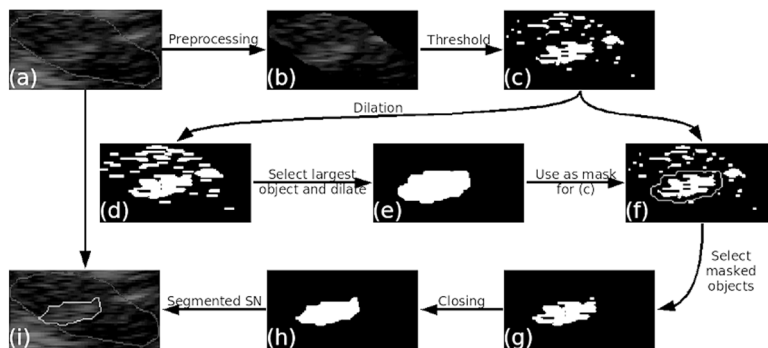 (a)
Preprocessing
(b)
Threshold
(c)
Dilation
(d)
Select largest
object and dilate
(e)
Use as mask
for (c)
(f)
Select
masked
objects
(i)
Segmented SN
(h)
Closing
(g)